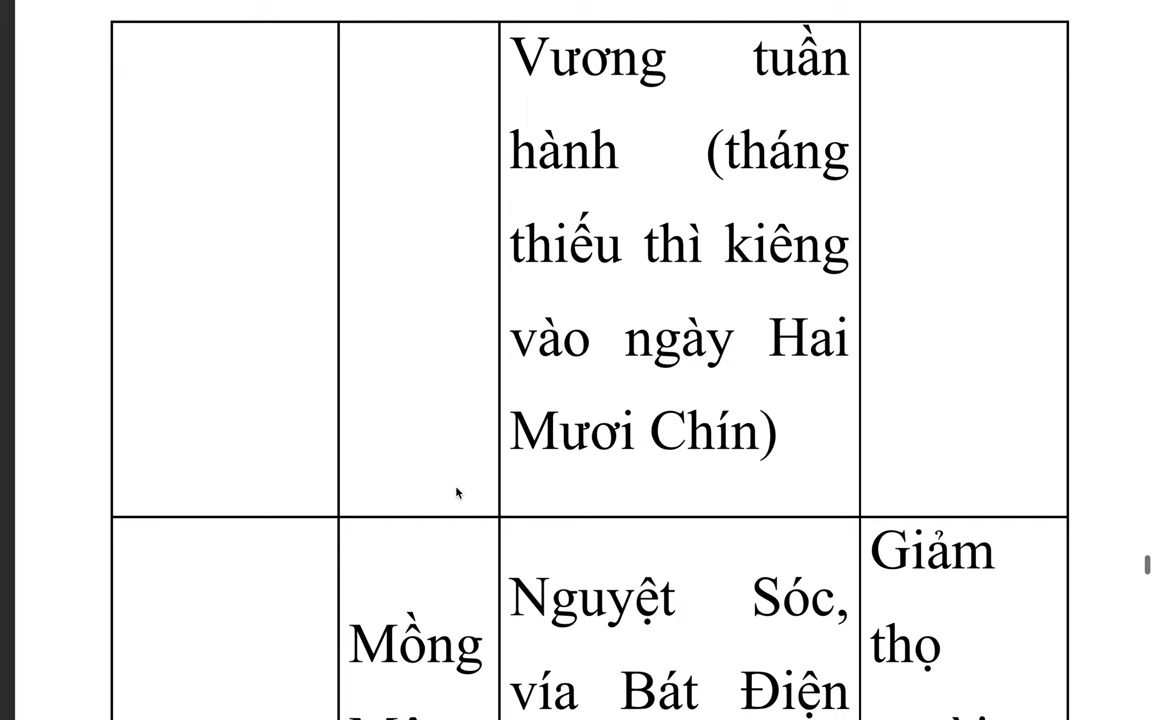 Vương tuần
hành (tháng
thiếu thì kiêng
vào ngày Hai
Mươi Chín)
Mồng
Nguyệt Sóc,
vía Bát Điện
Giảm
thọ